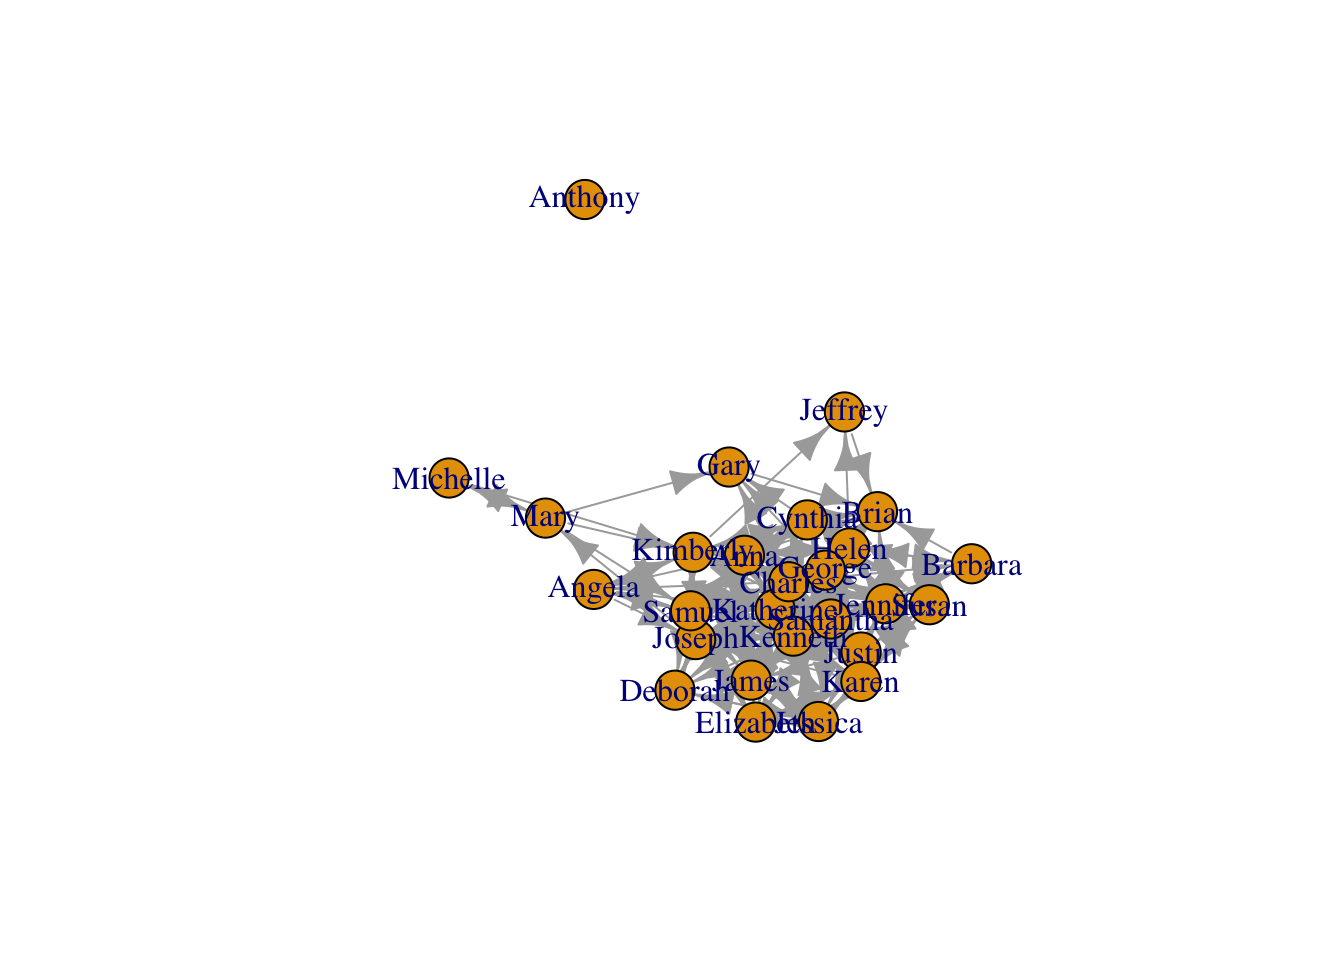 Anthony
Jeffrey
Gary
Michelle
Mary
Cynthia
Brian
Kimberly
Anna
Helen
George
Barbara
Charles
Angela
Samuel
Katherine
Jennifer
Susan
Samantha
Joseph
Kenneth
Justin
James
Karen
Deborah
Elizabeth
Jessica